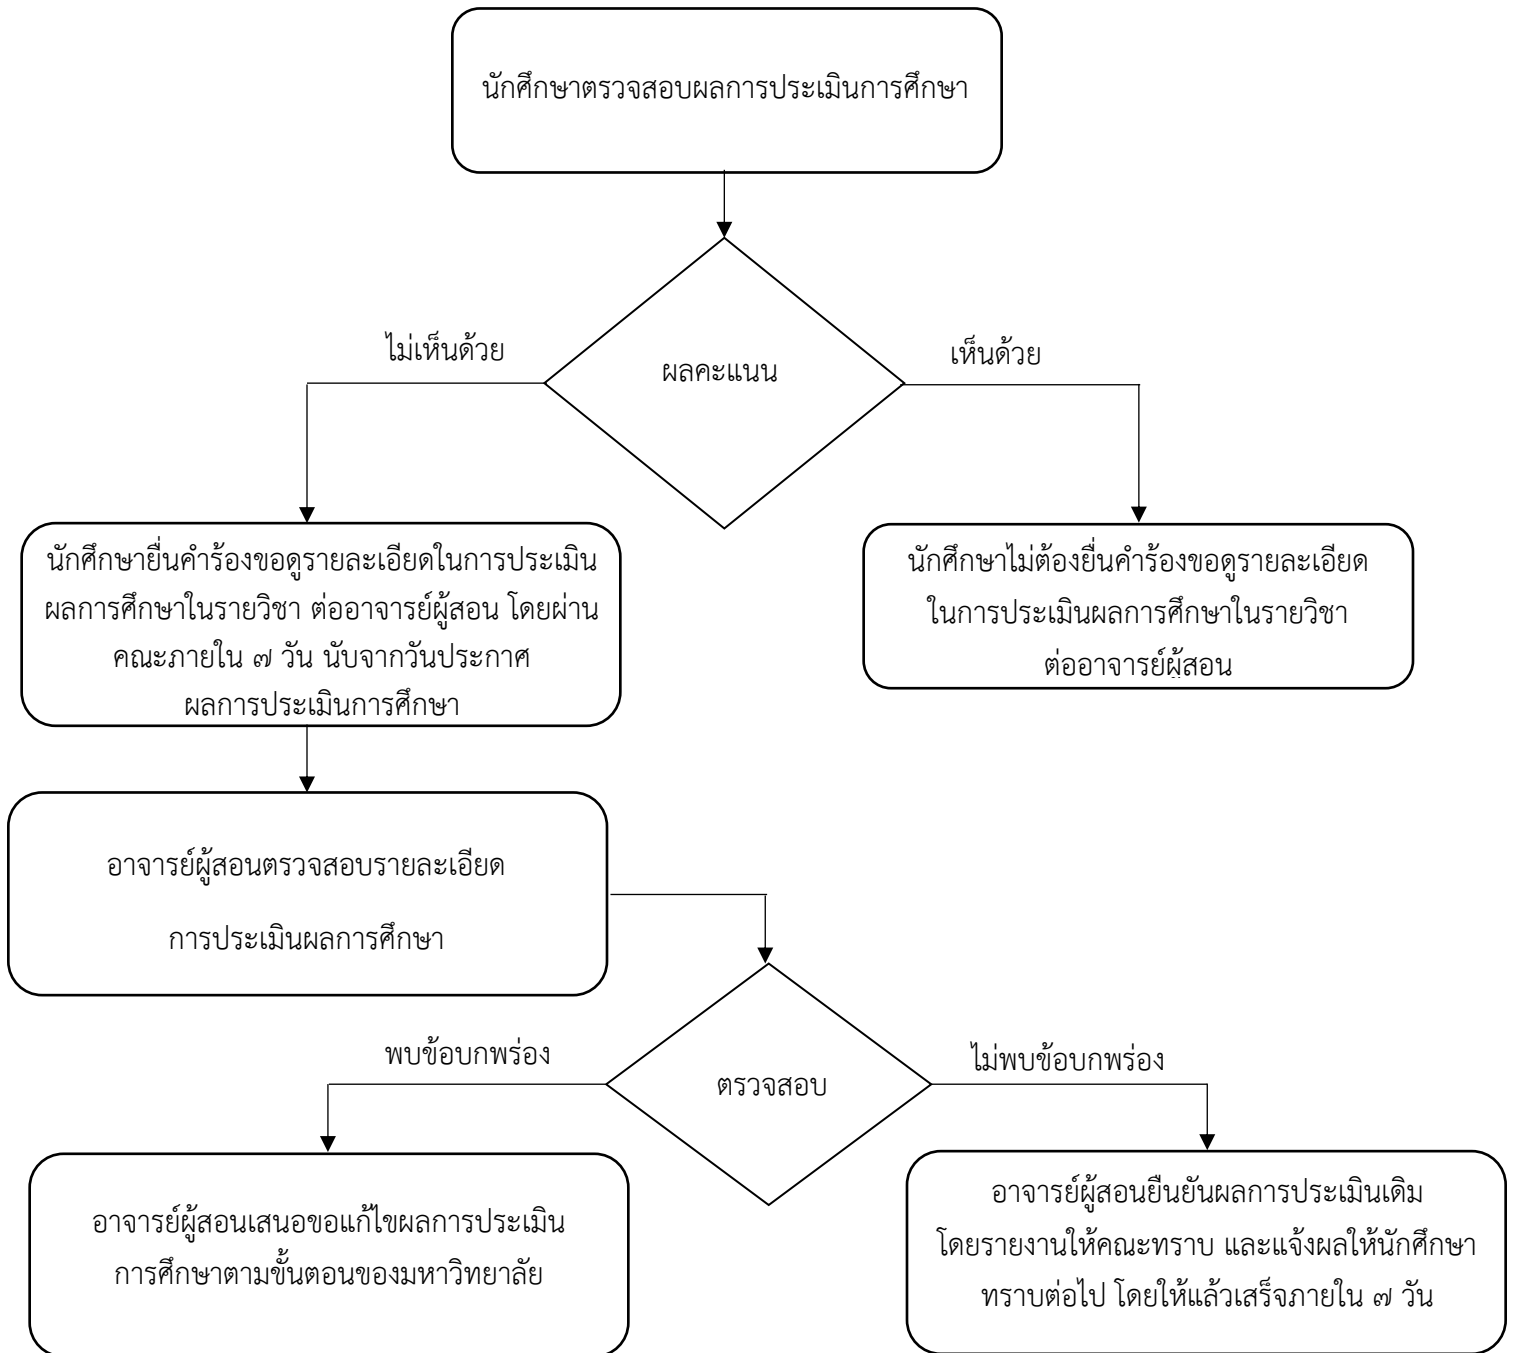 นักศึกษาตรวจสอบผลการประเมินการศึกษา
ผลคะแนน
ไม่เห็นด้วย
เห็นด้วย
นักศึกษายื่นคำร้องขอดูรายละเอียดในการประเมิน
ผลการศึกษาในรายวิชา ต่ออาจารย์ผู้สอน โดยผ่าน
คณะภายใน ๗ วัน นับจากวันประกาศ
ผลการประเมินการศึกษา
นักศึกษาไม่ต้องยื่นคำร้องขอดูรายละเอียด
ในการประเมินผลการศึกษาในรายวิชา
ต่ออาจารย์ผู้สอน
อาจารย์ผู้สอนตรวจสอบรายละเอียด
การประเมินผลการศึกษา
ตรวจสอบ
พบข้อบกพร่อง
ไม่พบข้อบกพร่อง
อาจารย์ผู้สอนเสนอขอแก้ไขผลการประเมิน
การศึกษาตามขั้นตอนของมหาวิทยาลัย
อาจารย์ผู้สอนยืนยันผลการประเมินเดิม
โดยรายงานให้คณะทราบ และแจ้งผลให้นักศึกษา
ทราบต่อไป โดยให้แล้วเสร็จภายใน ๗ วัน